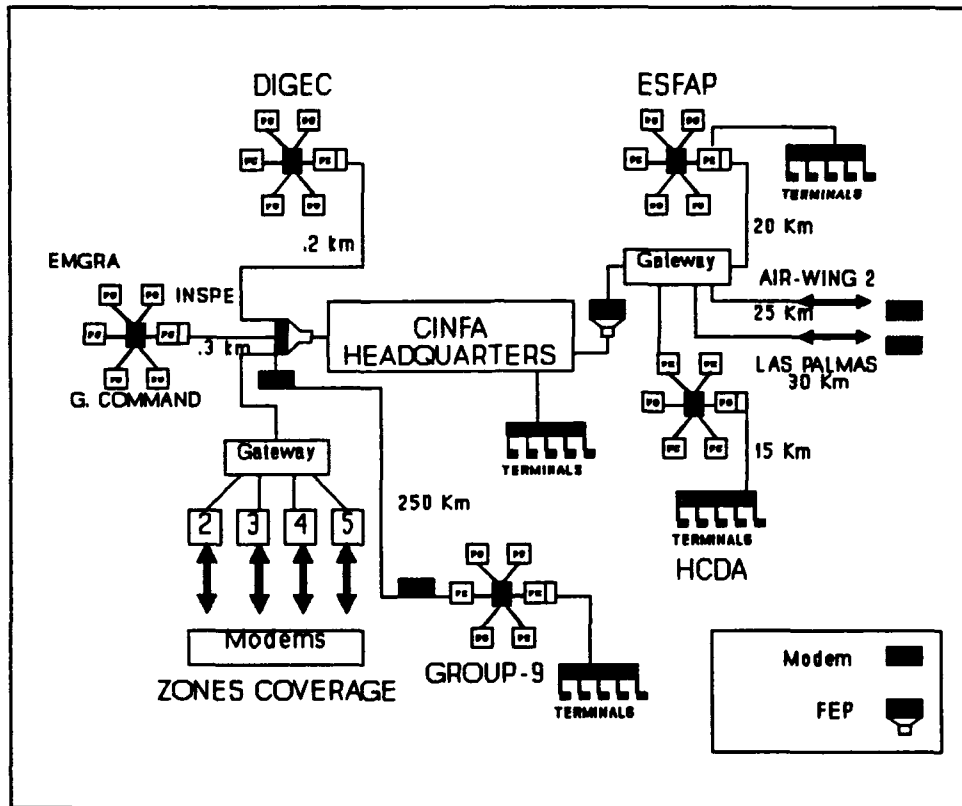 DIGEC
ESFAP
TERMINALS
.2 km
20 Km
EMGRA
INSPE
Gateway
AIR-WING 2
25 Km
CINFA
HEADQUARTERS
.3 km
LAS PALMAS
30 Km
G. COMMAND
Gateway
TERMINALS
15 Km
250 Km
2 3 4 5
TERMINALS
HCDA
Modems
ZONES COVERAGE
GROUP-9
TERMINALS
Modem
FEP